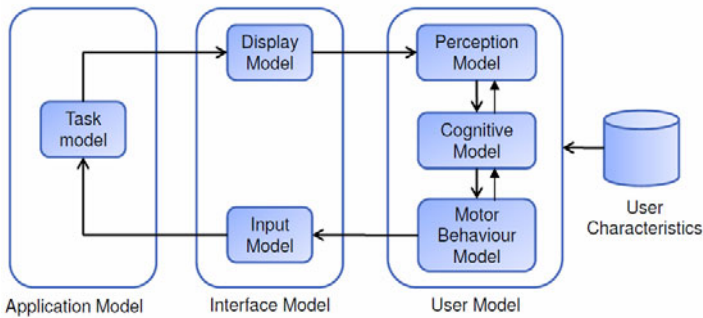 Display
Model
Perception
Model
Task
model
Cognitive
Model
Input
Model
Motor
Behaviour
Model
User
Characteristics
Application Model
Interface Model
User Model